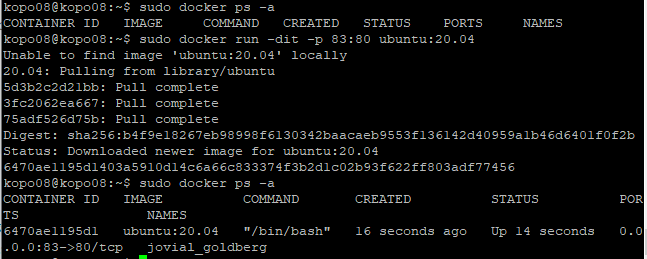 kopo08@kopo08:~$ sudo docker ps -a
CONTAINER ID   IMAGE     COMMAND   CREATED   STATUS    PORTS     NAMES
kopo08@kopo08:~$ sudo docker run -dit -p 83:80 ubuntu:20.04
Unable to find image 'ubuntu:20.04' locally
20.04: Pulling from library/ubuntu
5d3b2c2d21bb: Pull complete
3fc2062ea667: Pull complete
75adf526d75b: Pull complete
Digest: sha256:b4f9e18267eb98998f6130342baacaeb9553f136142d40959a1b46d6401f0f2b
Status: Downloaded newer image for ubuntu:20.04
6470ae1195d1403a5910d14c6a66c833374f3b2d1c02b93f622ff803adf77456
kopo08@kopo08:~$ sudo docker ps -a
CONTAINER ID   IMAGE          COMMAND       CREATED          STATUS          POR
TS                NAMES
6470ae1195d1   ubuntu:20.04   "/bin/bash"   16 seconds ago   Up 14 seconds   0.0
.0.0:83->80/tcp   jovial_goldberg